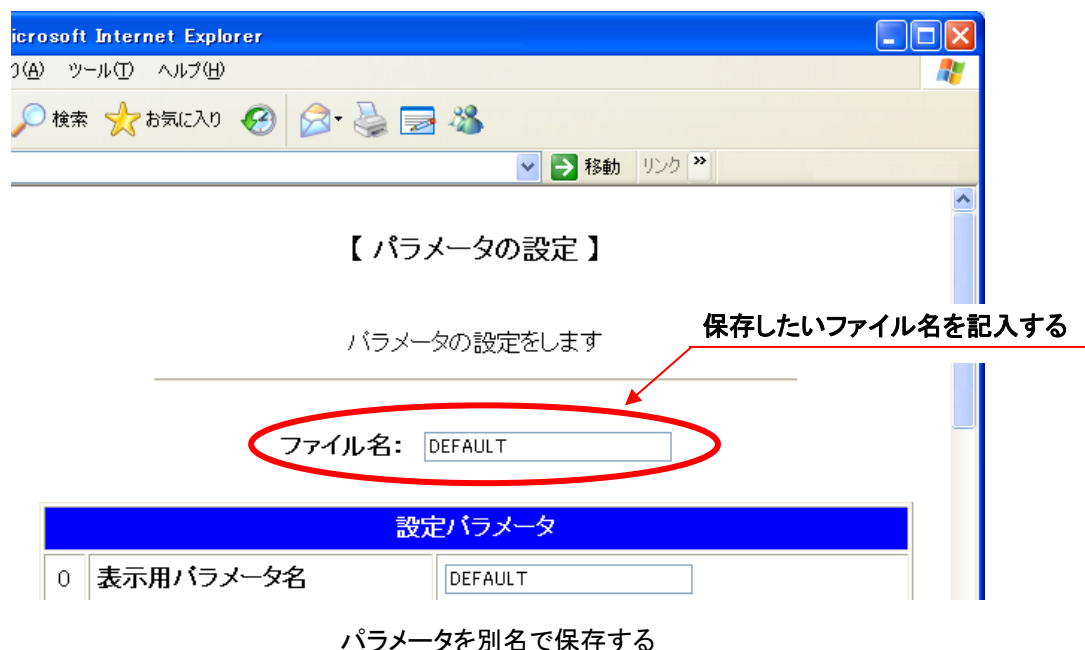 icrosoft Internet Explorer
り(A) ツール(T) ヘルプ(H)
検索 お気に入り
移動 リンク »
【 パラメータの設定 】
パラメータの設定をします
保存したいファイル名を記入する
ファイル名: DEFAULT
設定パラメータ
0 表示用パラメータ名 DEFAULT
パラメータを別名で保存する